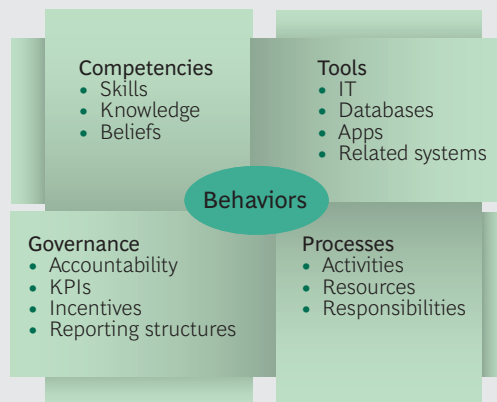 Competencies
• Skills
• Knowledge
• Beliefs
Tools
• IT
• Databases
• Apps
• Related systems
Behaviors
Governance
• Accountability
• KPIs
• Incentives
• Reporting structures
Processes
• Activities
• Resources
• Responsibilities